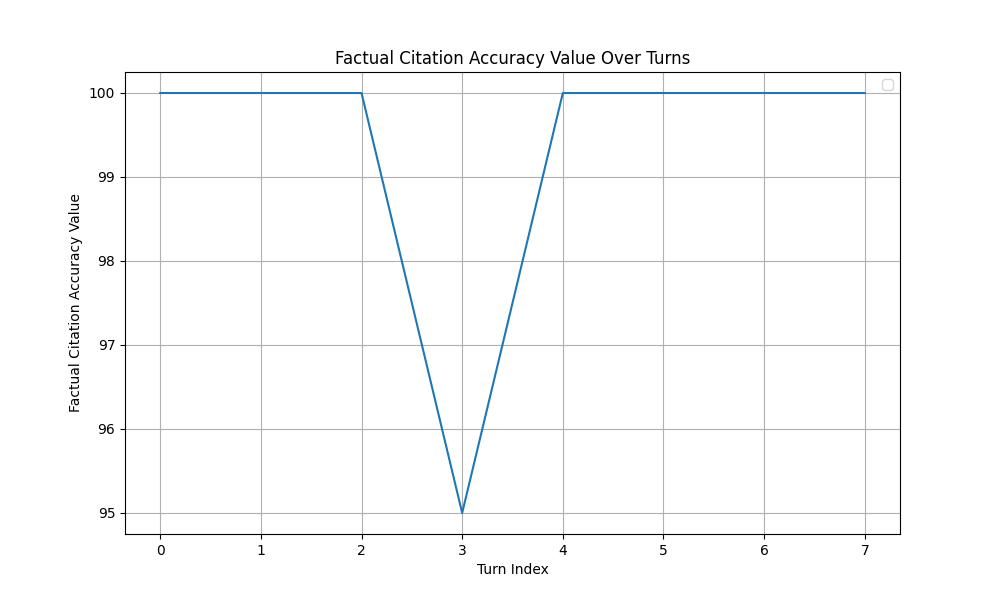 Factual Citation Accuracy Value Over Turns
Factual Citation Accuracy Value
100
99
98
97
96
95
0 1 2 3 4 5 6 7
Turn Index